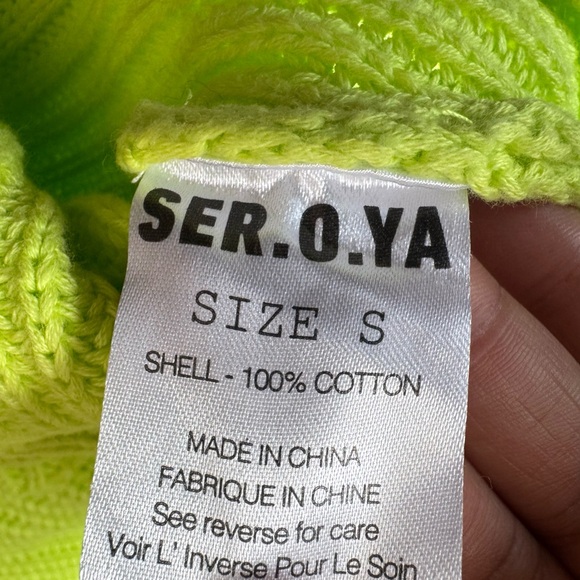 SER.O.YA
SIZE S
SHELL - 100% COTTON
MADE IN CHINA
FABRIQUE IN CHINE
See reverse for care
Voir L' Inverse Pour Le Soin